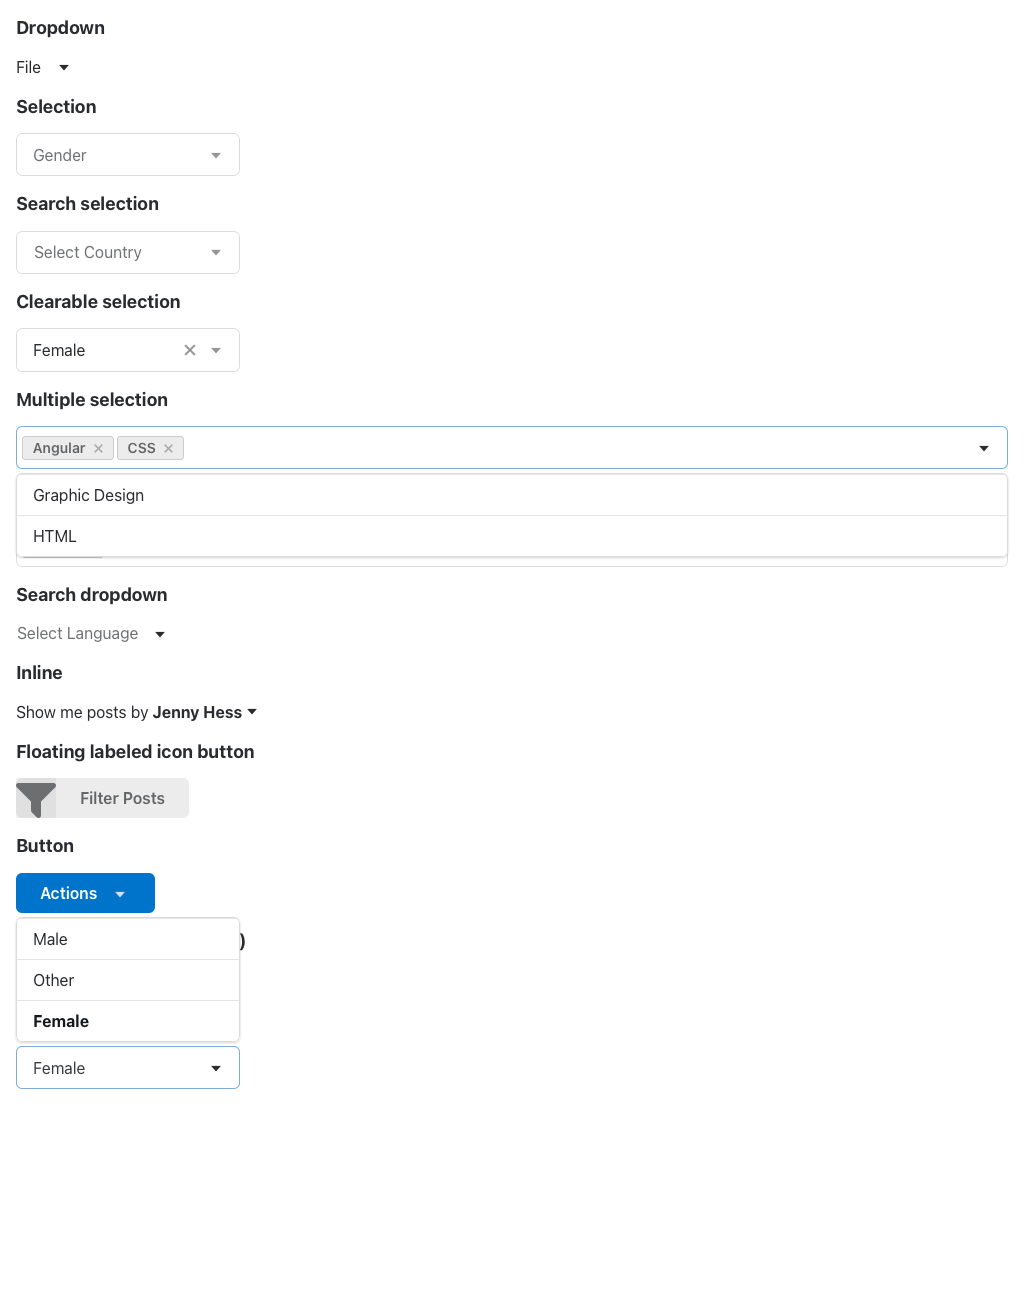 Dropdown
File
Selection
Gender
Search selection
Select Country
Clearable selection
Female
Multiple selection
Angular CSS
Graphic Design
HTML
Search dropdown
Select Language
Inline
Show me posts by Jenny Hess
Floating labeled icon button
Filter Posts
Button
Actions
)
Male
Other
Female
Female